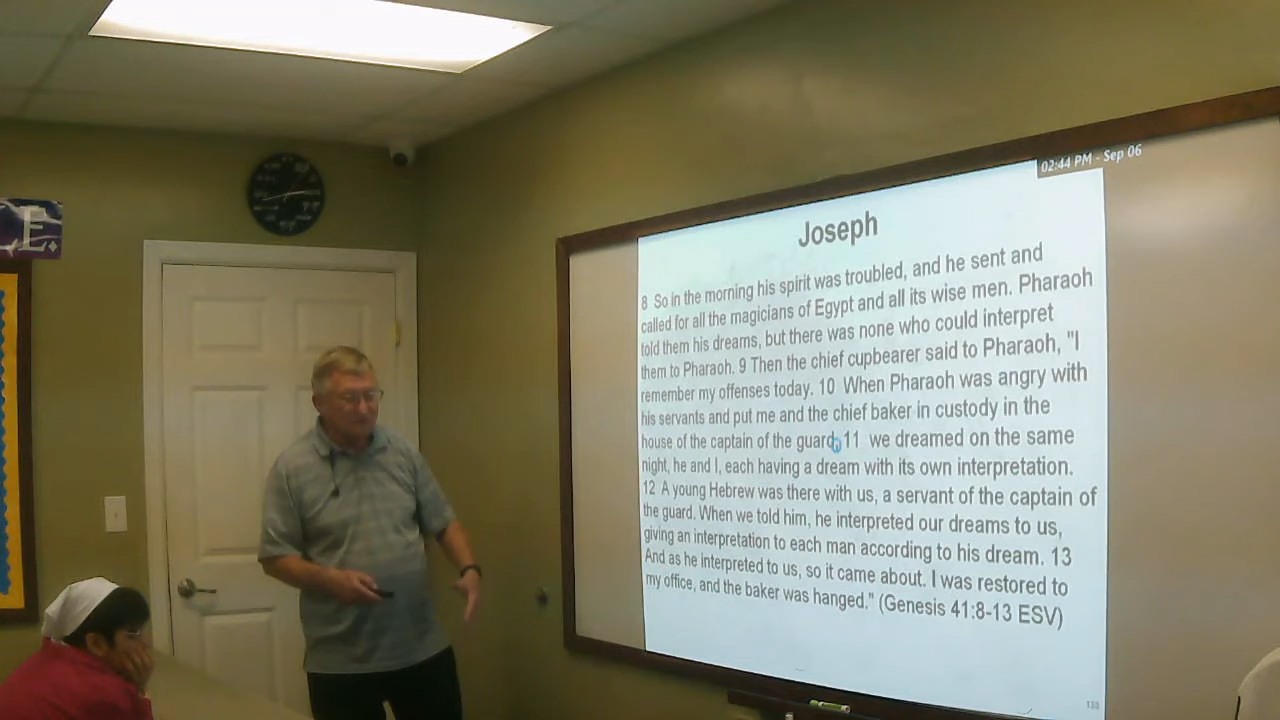 E.
02:44 PM - Sep 06
Joseph
8 So in the morning his spirit was troubled, and he sent and
called for all the magicians of Egypt and all its wise men. Pharaoh
told them his dreams, but there was none who could interpret
them to Pharaoh. 9 Then the chief cupbearer said to Pharaoh, "I
remember my offenses today. 10 When Pharaoh was angry with
his servants and put me and the chief baker in custody in the
house of the captain of the guard, 11 we dreamed on the same
night, he and I, each having a dream with its own interpretation.
12 A young Hebrew was there with us, a servant of the captain of
the guard. When we told him, he interpreted our dreams to us,
giving an interpretation to each man according to his dream. 13
And as he interpreted to us, so it came about. I was restored to
my office, and the baker was hanged." (Genesis 41:8-13 ESV)